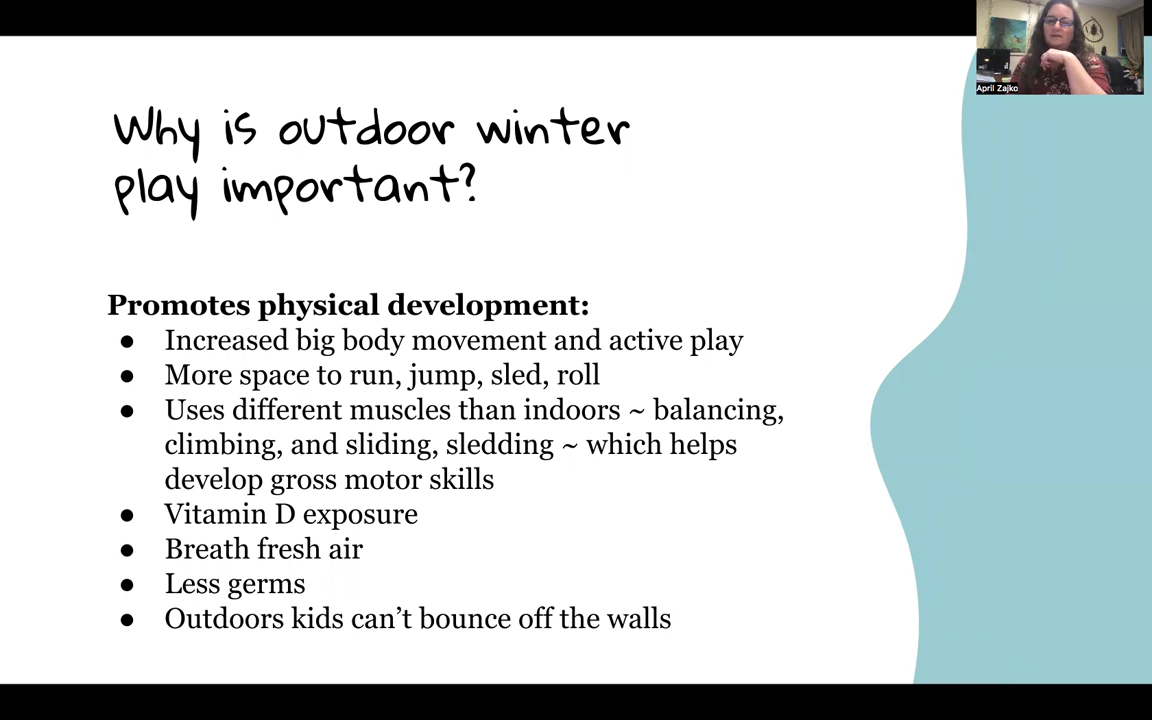 April Zajko
Why is outdoor winter
play important?
Promotes physical development:
● Increased big body movement and active play
● More space to run, jump, sled, roll
● Uses different muscles than indoors ~ balancing,
climbing, and sliding, sledding ~ which helps
develop gross motor skills
● Vitamin D exposure
● Breath fresh air
● Less germs
● Outdoors kids can’t bounce off the walls